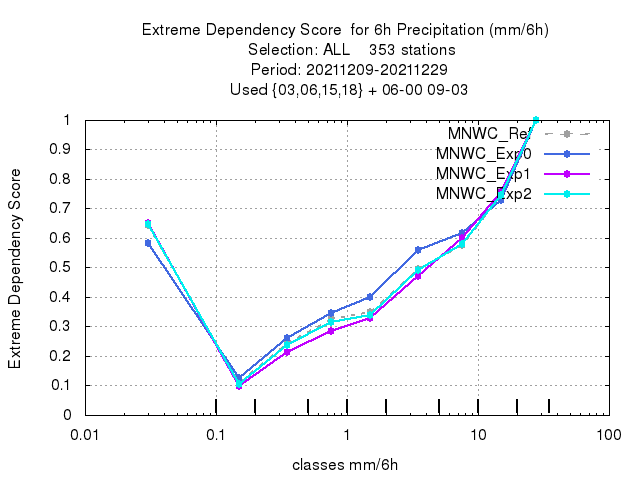 Extreme Dependency Score  for 6h Precipitation (mm/6h)
Selection: ALL    353 stations
Period: 20211209-20211229
Used {03,06,15,18} + 06-00 09-03
Extreme Dependency Score
1
0.9
0.8
0.7
0.6
0.5
0.4
0.3
0.2
0.1
0
MNWC_Ref
MNWC_Exp0
MNWC_Exp1
MNWC_Exp2
0.01
0.1
1
10
100
classes mm/6h